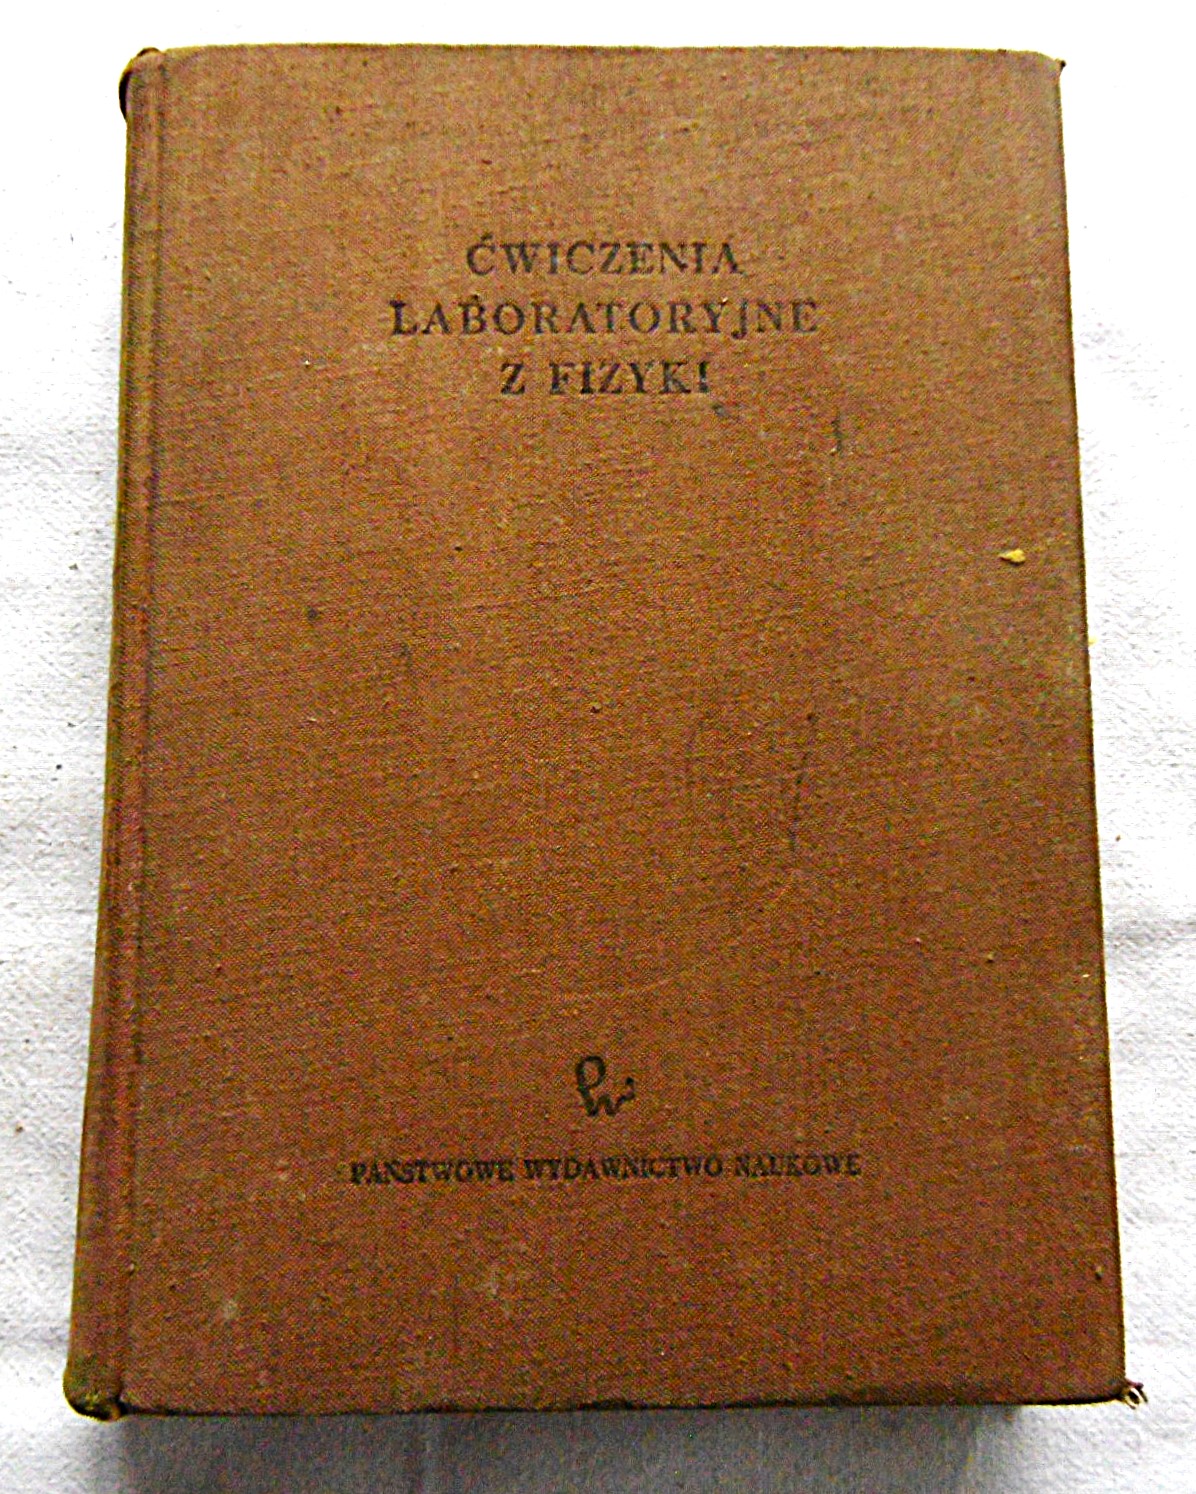 ĆWICZENIA
LABORATORYJNE
Z FIZYKI
PAŃSTWOWE WYDAWNICTWO NAUKOWE